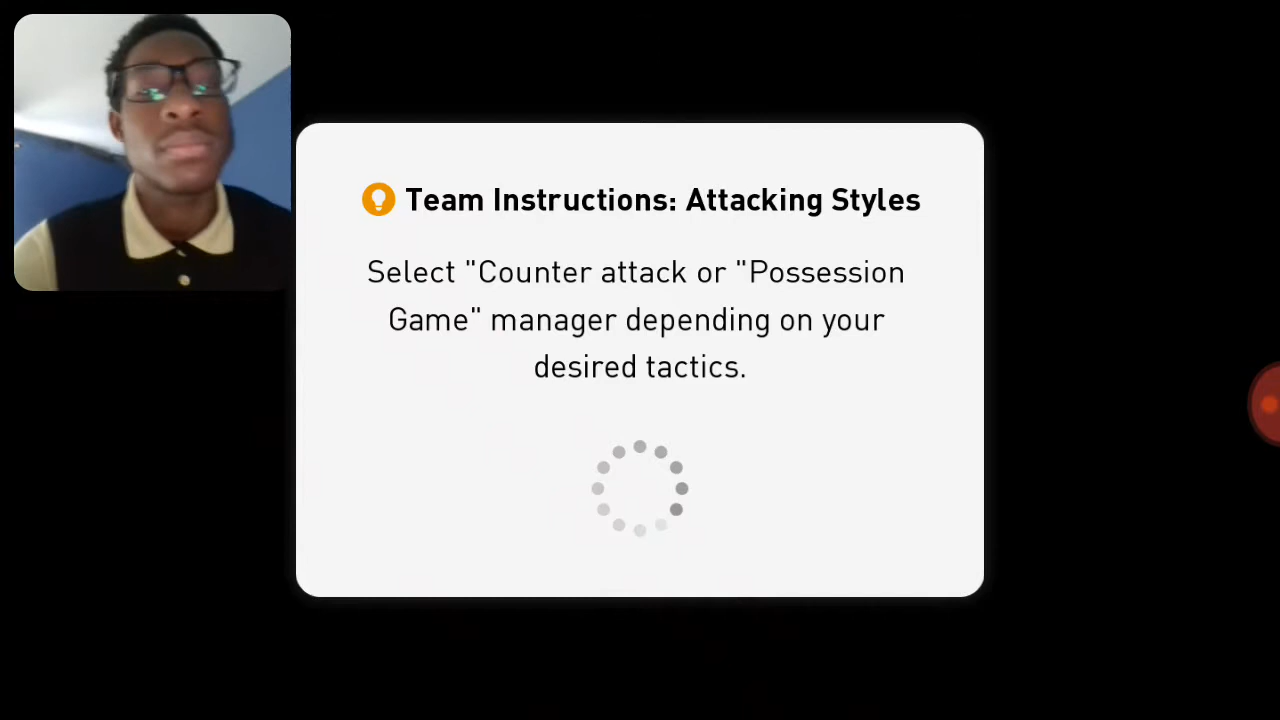 Team Instructions: Attacking Styles
Select "Counter attack or "Possession
Game" manager depending on your
desired tactics.